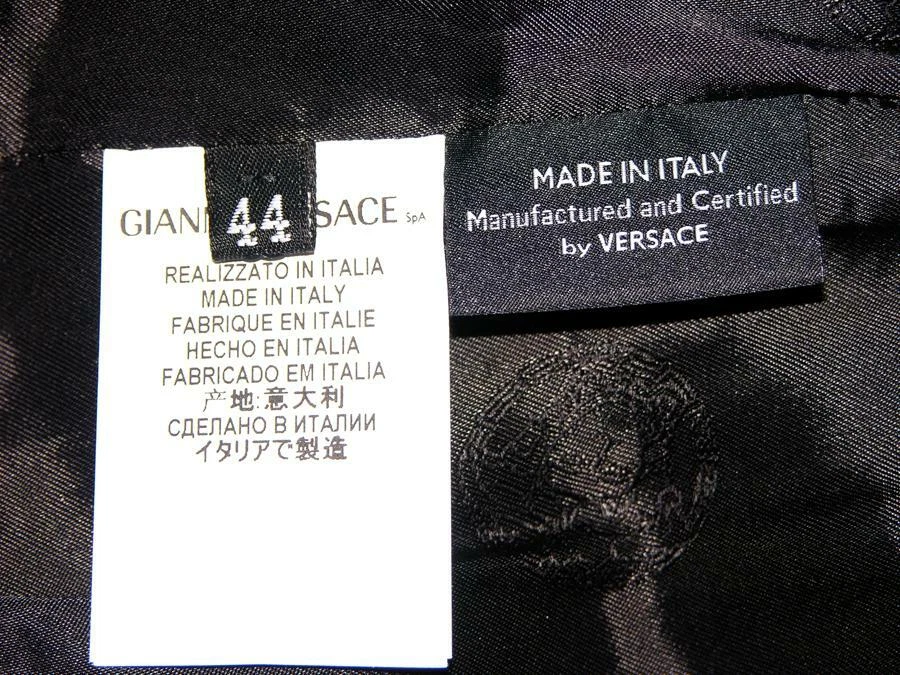 GIAN
SACE SpA
44
REALIZZATO IN ITALIA
MADE IN ITALY
FABRIQUE EN ITALIE
HECHO EN ITALIA
FABRICADO EM ITALIA
产地:意大利
СДЕЛАНО В ИТАЛИИ
イタリアで製造
MADE IN ITALY
Manufactured and Certified
by VERSACE